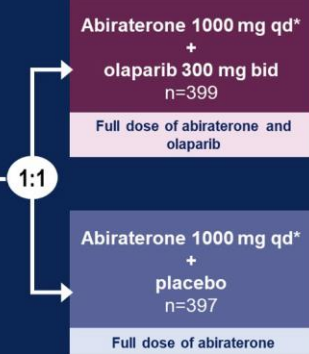 Abiraterone 1000 mg qd*
+
olaparib 300 mg bid
n=399
Full dose of abiraterone and
olaparib
1:1
Abiraterone 1000 mg qd*
+
placebo
n=397
Full dose of abiraterone